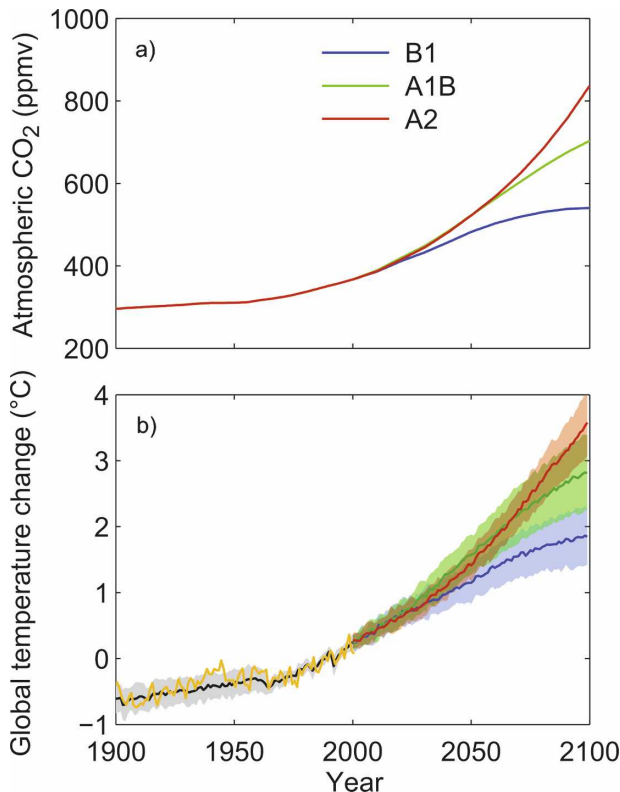 1000
a)
B1
A1B
A2
800
600
400
200
Atmospheric CO2 (ppmv)
4
b)
3
2
1
0
−1
Global temperature change (°C)
1900 1950 2000 2050 2100
Year